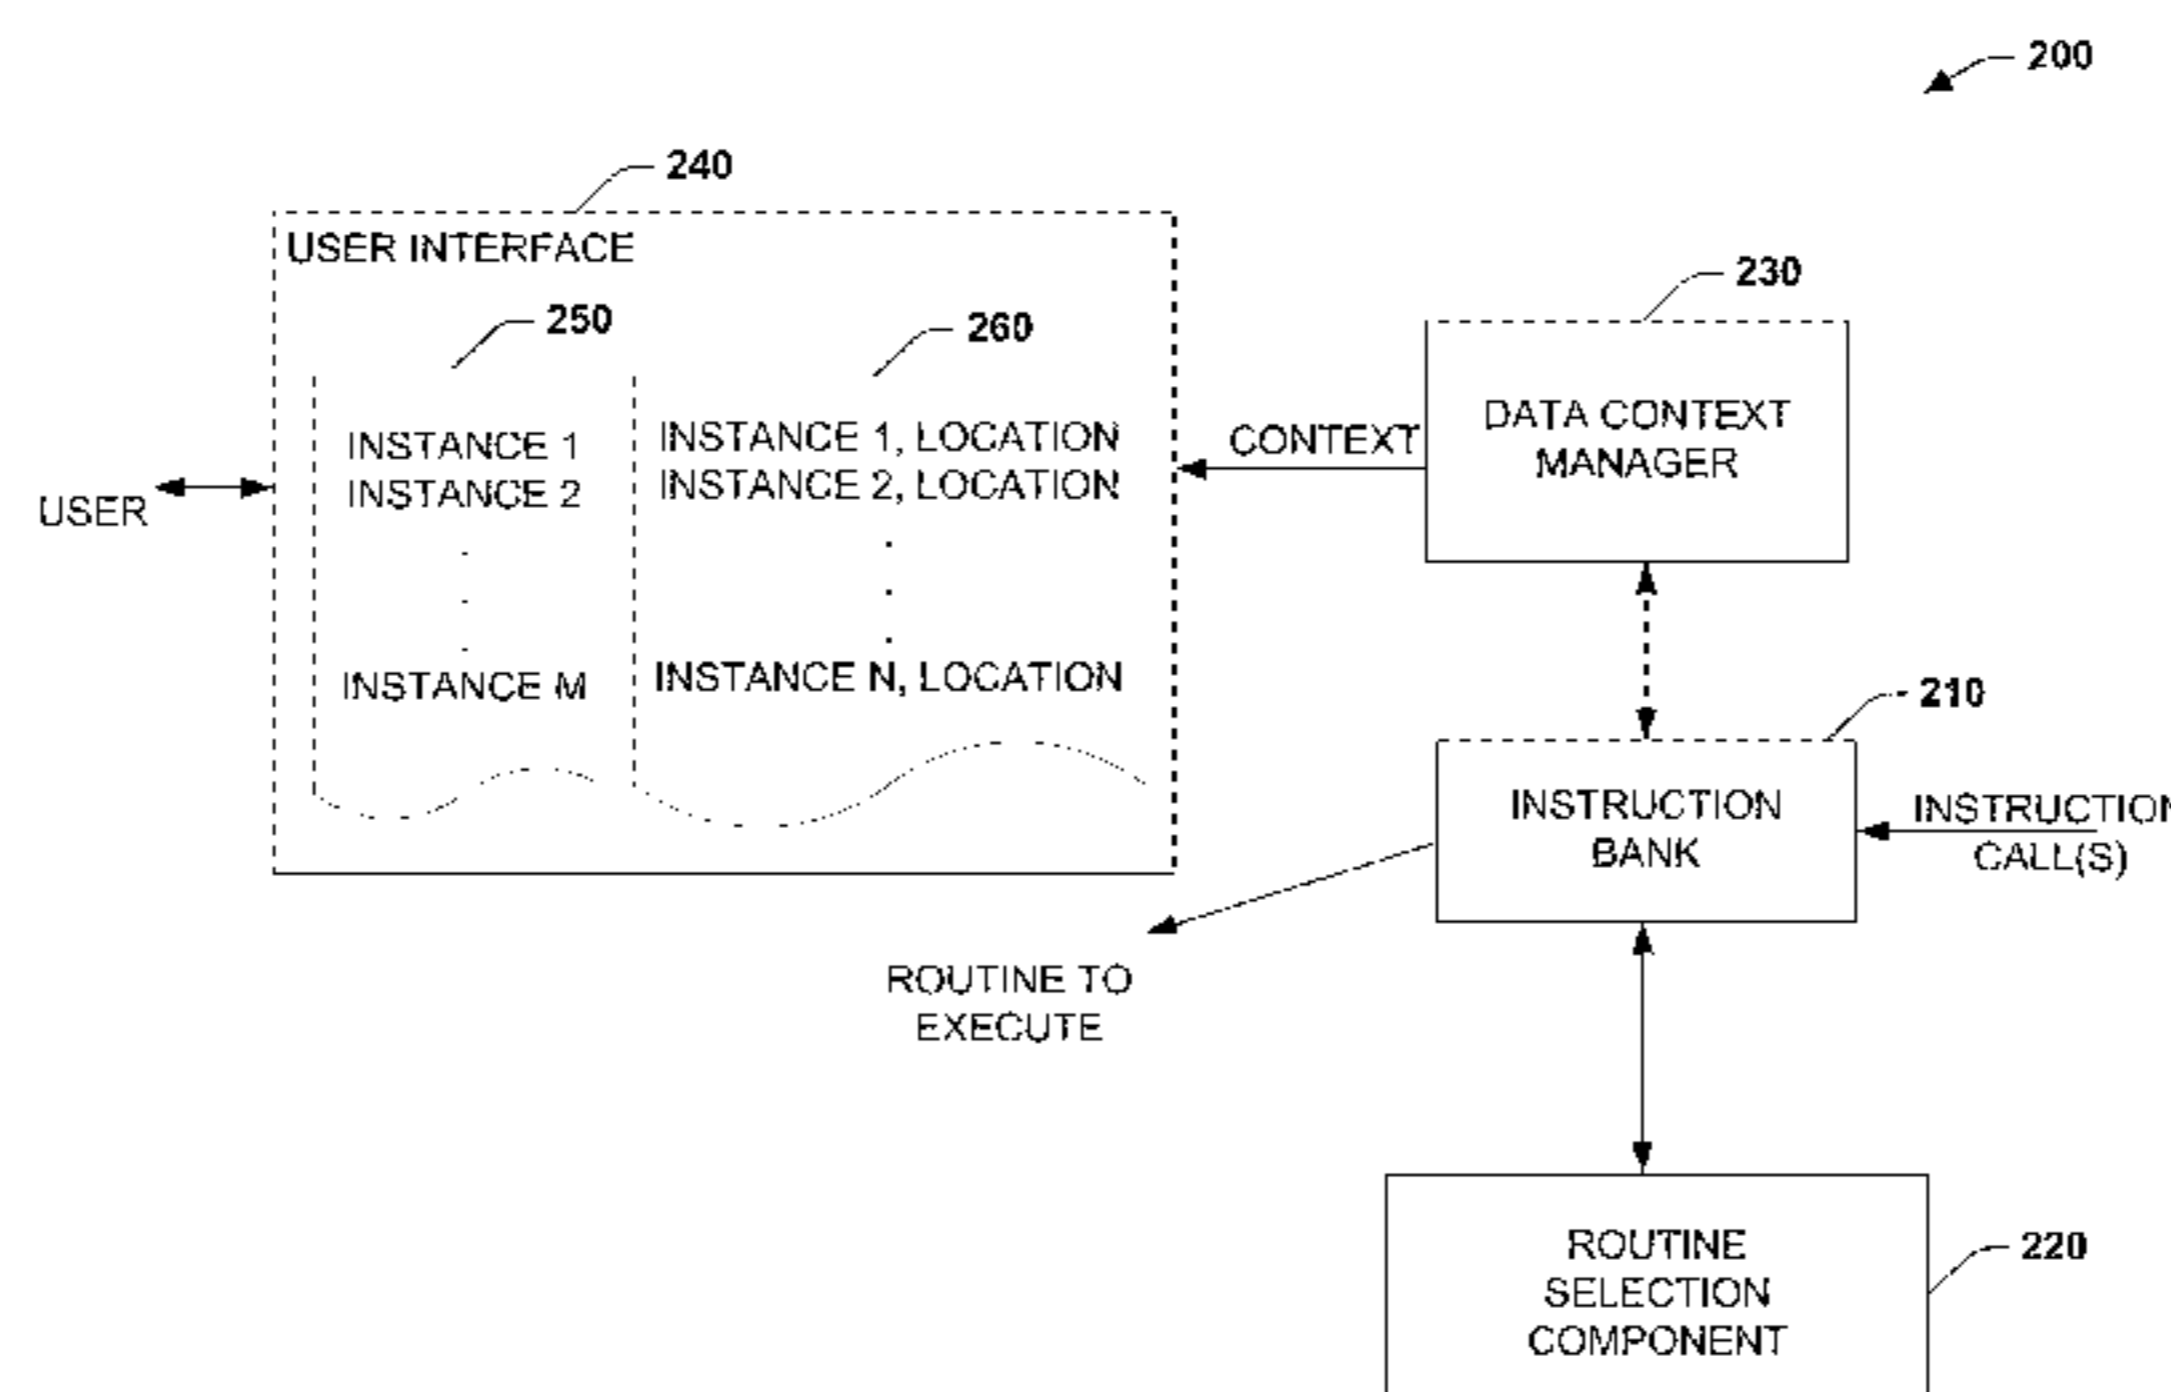 200
240
USER INTERFACE
230
250
260
DATA CONTEXT
MANAGER
INSTANCE 1
INSTANCE 2
INSTANCE 1, LOCATION
INSTANCE 2, LOCATION
CONTEXT
USER
INSTANCE M
INSTANCE N, LOCATION
210
INSTRUCTION
BANK
INSTRUCTION
CALL(S)
ROUTINE TO
EXECUTE
ROUTINE
SELECTION
COMPONENT
220